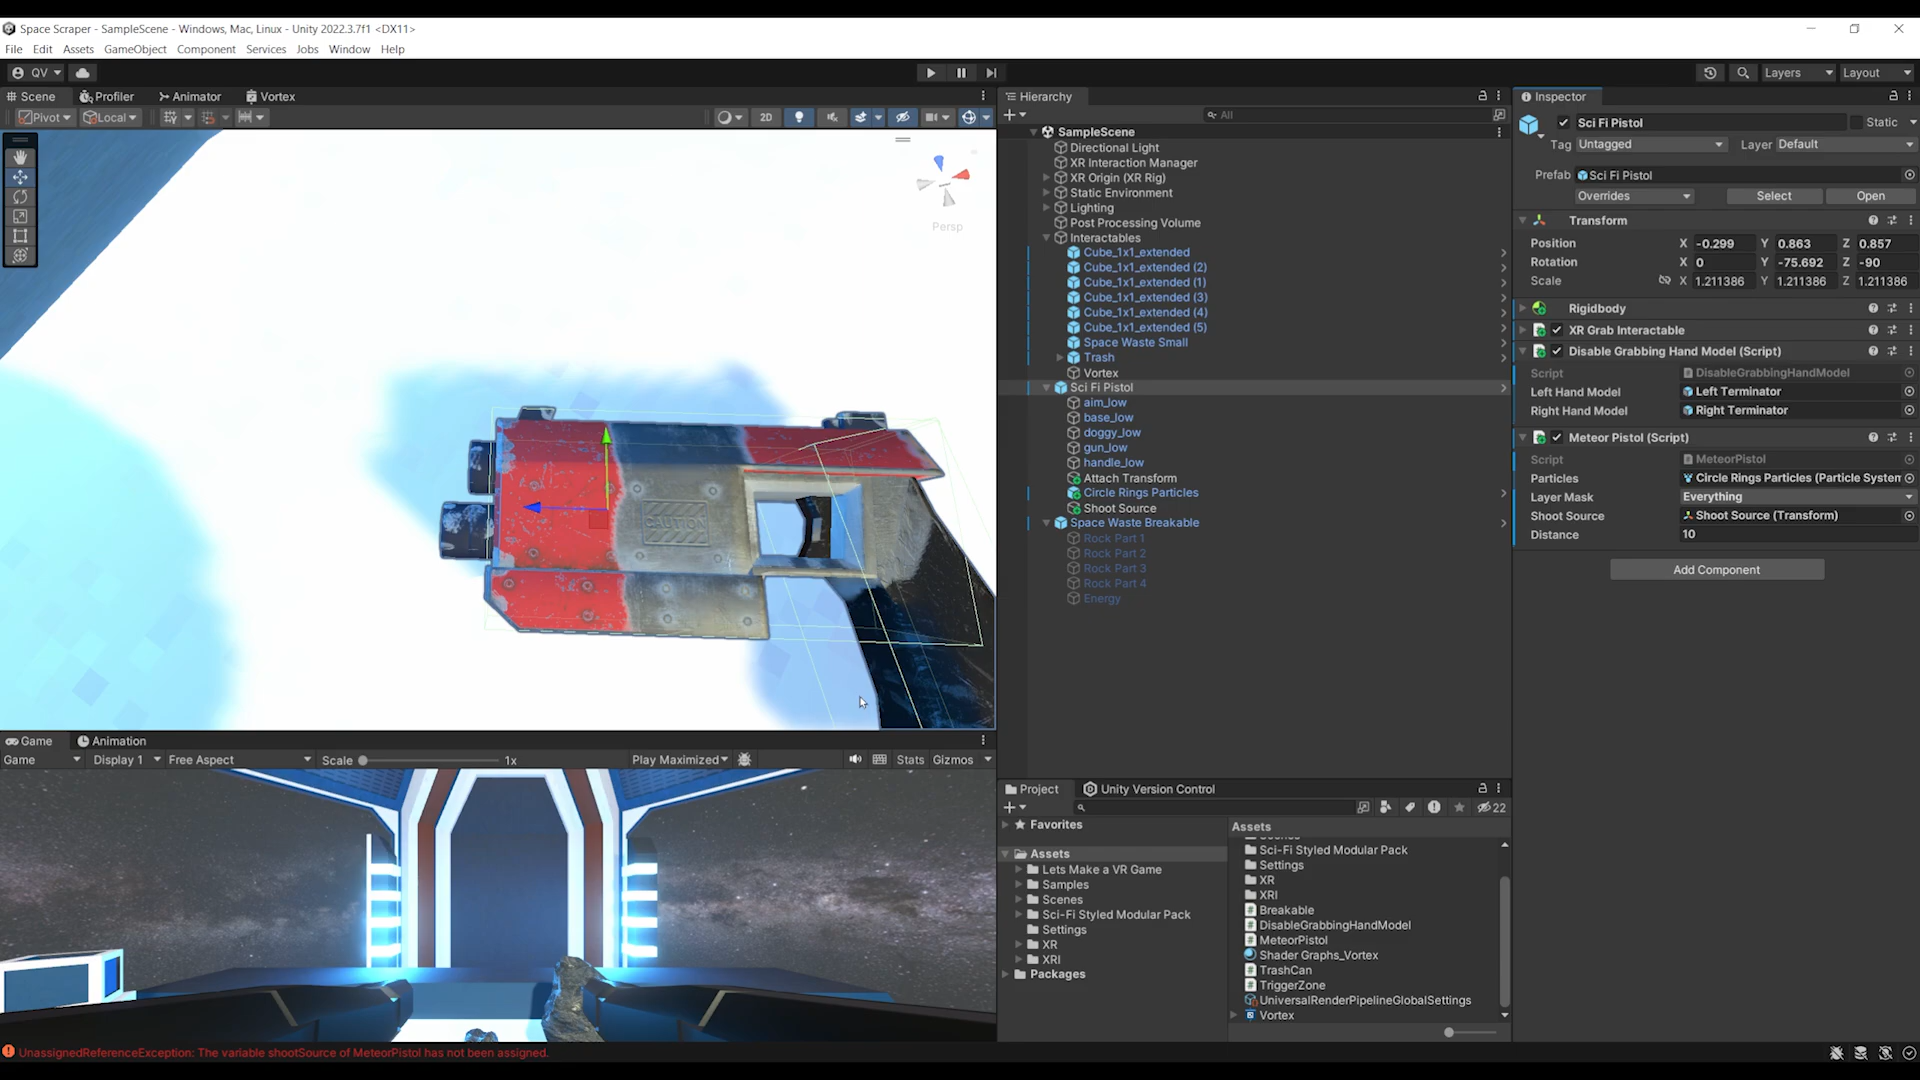 Space Scraper - SampleScene - Windows, Mac, Linux - Unity 2022.3.7f1 <DX11>
File Edit Assets GameObject Component Services Jobs Window Help
QV Layers Layout
Scene Profiler Animator Vortex
Pivot Local 2D
Persp
CAUTION
Game Animation
Game Display 1 Free Aspect Scale 1x Play Maximized Stats Gizmos
Hierarchy
All
SampleScene
Directional Light
XR Interaction Manager
XR Origin (XR Rig)
Static Environment
Lighting
Post Processing Volume
Interactables
Cube_1x1_extended
Cube_1x1_extended (2)
Cube_1x1_extended (1)
Cube_1x1_extended (3)
Cube_1x1_extended (4)
Cube_1x1_extended (5)
Space Waste Small
Trash
Vortex
Sci Fi Pistol
aim_low
base_low
doggy_low
gun_low
handle_low
Attach Transform
Circle Rings Particles
Shoot Source
Space Waste Breakable
Rock Part 1
Rock Part 2
Rock Part 3
Rock Part 4
Energy
Project Unity Version Control
22
Favorites
Assets
Lets Make a VR Game
Samples
Scenes
Sci-Fi Styled Modular Pack
Settings
XR
XRI
Packages
Assets
Scenes
Sci-Fi Styled Modular Pack
Settings
XR
XRI
Breakable
DisableGrabbingHandModel
MeteorPistol
Shader Graphs_Vortex
TrashCan
TriggerZone
UniversalRenderPipelineGlobalSettings
Vortex
Inspector
Sci Fi Pistol Static
Tag Untagged Layer Default
Prefab Sci Fi Pistol
Overrides Select Open
Transform
Position X -0.299 Y 0.863 Z 0.857
Rotation X 0 Y -75.692 Z -90
Scale X 1.211386 Y 1.211386 Z 1.211386
Rigidbody
XR Grab Interactable
Disable Grabbing Hand Model (Script)
Script DisableGrabbingHandModel
Left Hand Model Left Terminator
Right Hand Model Right Terminator
Meteor Pistol (Script)
Script MeteorPistol
Particles Circle Rings Particles (Particle System
Layer Mask Everything
Shoot Source Shoot Source (Transform)
Distance 10
Add Component
UnassignedReferenceException: The variable shootSource of MeteorPistol has not been assigned.